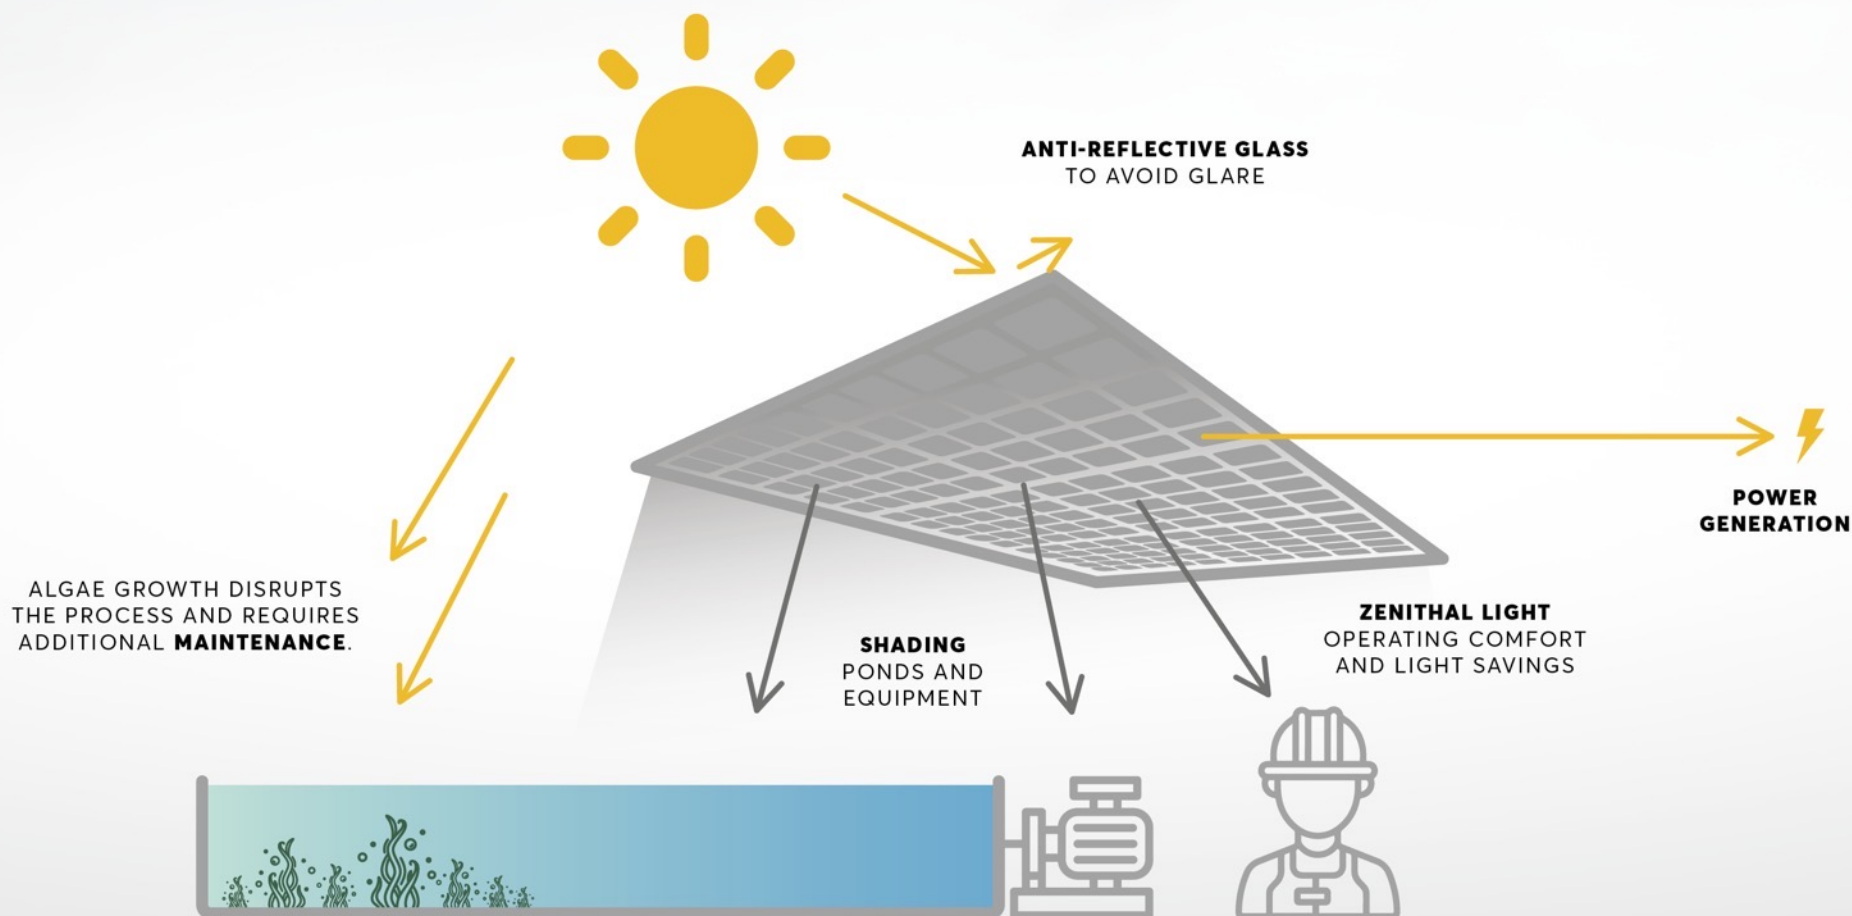 ANTI-REFLECTIVE GLASS
TO AVOID GLARE
POWER
GENERATION
ALGAE GROWTH DISRUPTS
THE PROCESS AND REQUIRES
ADDITIONAL MAINTENANCE.
SHADING
PONDS AND
EQUIPMENT
ZENITHAL LIGHT
OPERATING COMFORT
AND LIGHT SAVINGS